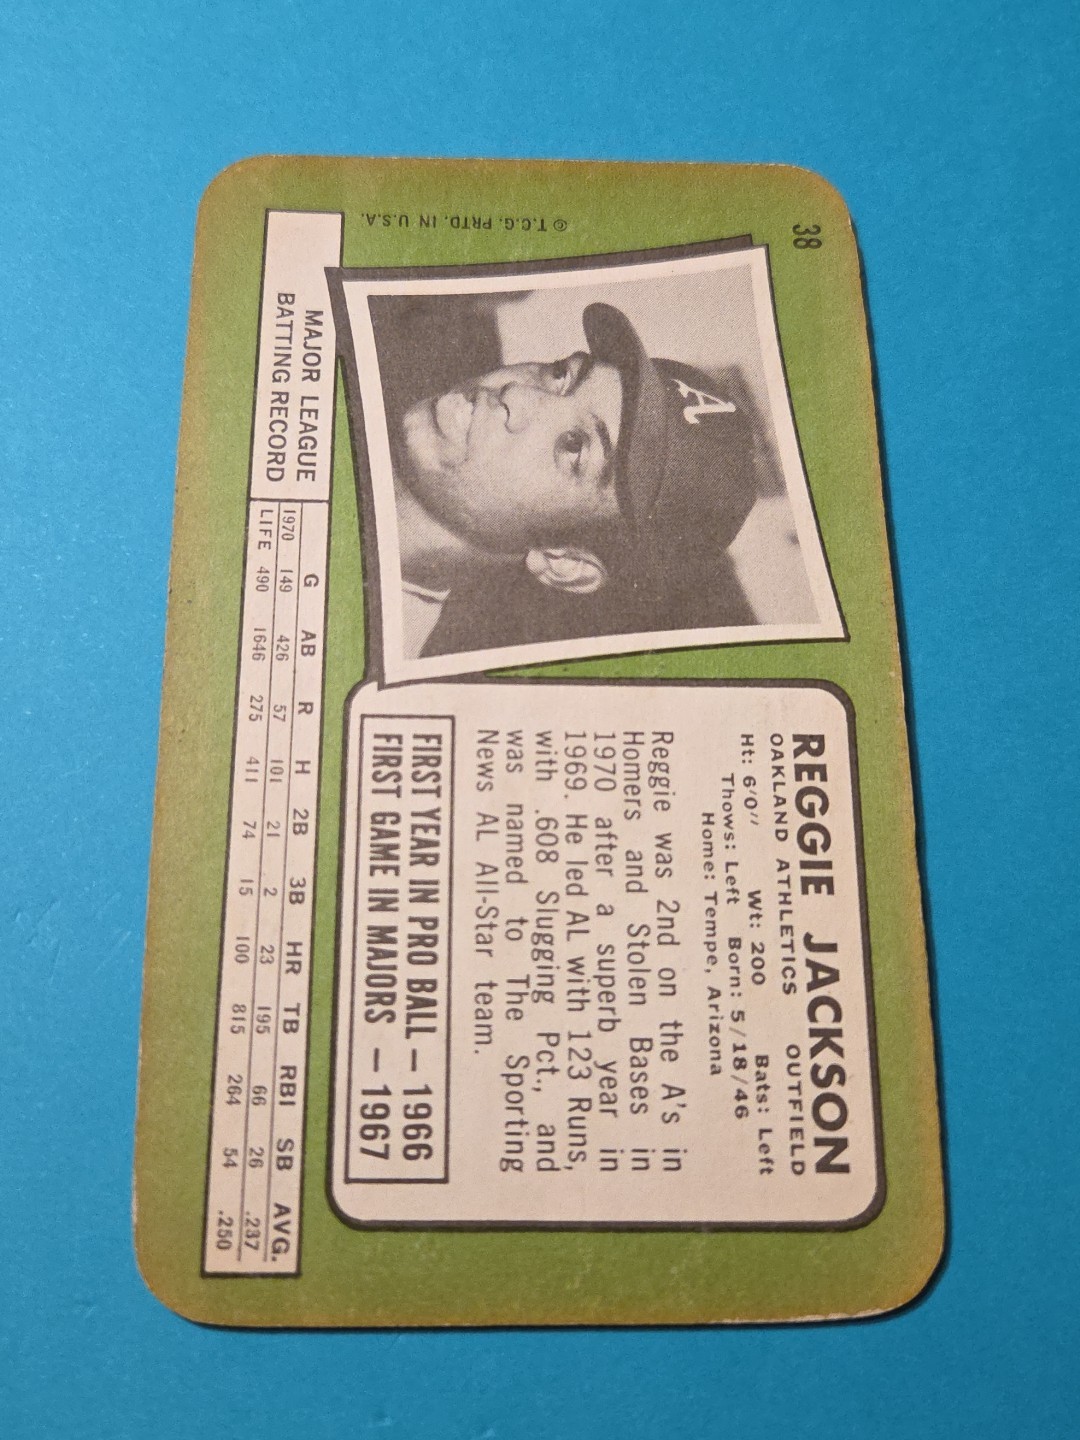 38
© T.C.G. PRTD. IN U.S.A.
A
REGGIE JACKSON
OAKLAND ATHLETICS OUTFIELD
Ht: 6'0" Wt: 200 Bats: Left
Thows: Left Born: 5/18/46
Home: Tempe, Arizona
Reggie was 2nd on the A's in
Homers and Stolen Bases in
1970 after a superb year in
1969. He led AL with 123 Runs,
with .608 Slugging Pct., and
was named to The Sporting
News AL All-Star team.
FIRST YEAR IN PRO BALL — 1966
FIRST GAME IN MAJORS — 1967
MAJOR LEAGUE
BATTING RECORD
G AB R H 2B 3B HR TB RBI SB AVG.
1970 149 426 57 101 21 2 23 195 66 26 .237
LIFE 490 1646 275 411 74 15 100 815 264 54 .250